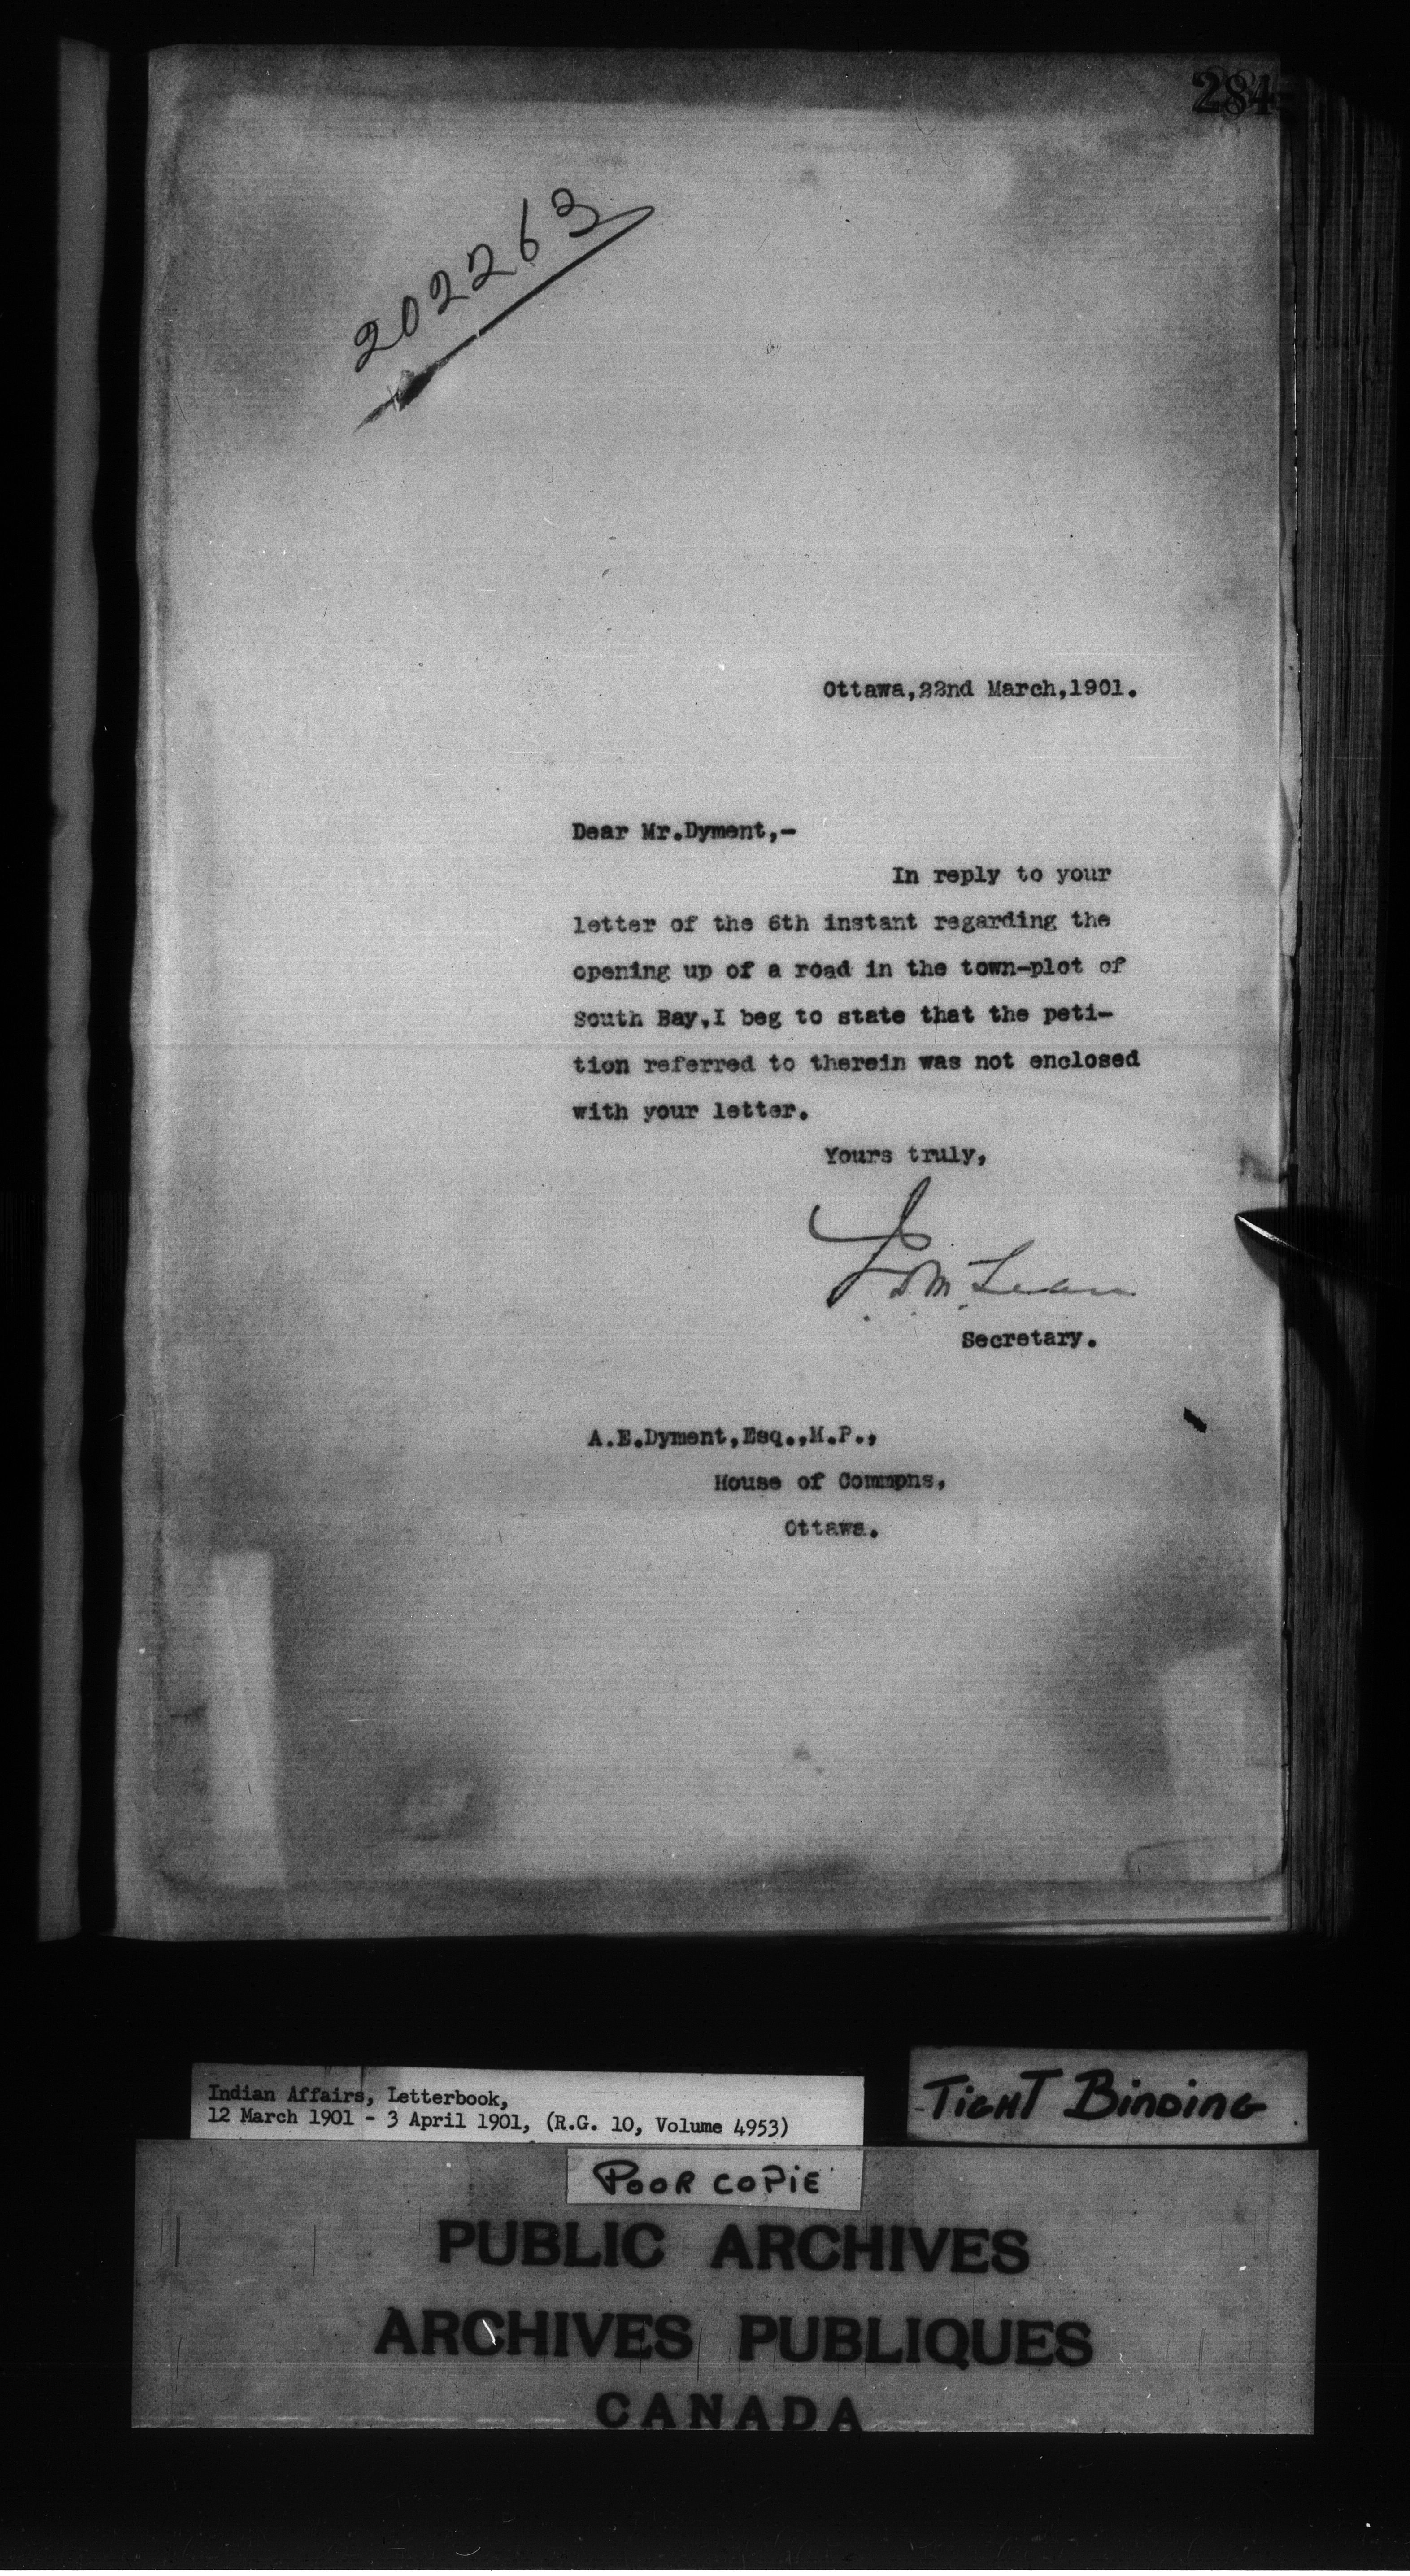 284
202263
Ottawa,22nd March,1901.
Dear Mr.Dyment,-
In reply to your
letter of the 6th instant regarding the
opening up of a road in the town-plot of
South Bay,I beg to state that the peti-
tion referred to therein was not enclosed
with your letter.
Yours truly,
J.D.McLean
Secretary.
A.E.Dyment,Esq.,M.P.,
House of Commons,
Ottawa.
Indian Affairs, Letterbook,
12 March 1901 - 3 April 1901, (R.G. 10, Volume 4953)
TIGHT BINDING
POOR COPIE
PUBLIC ARCHIVES
ARCHIVES PUBLIQUES
CANADA